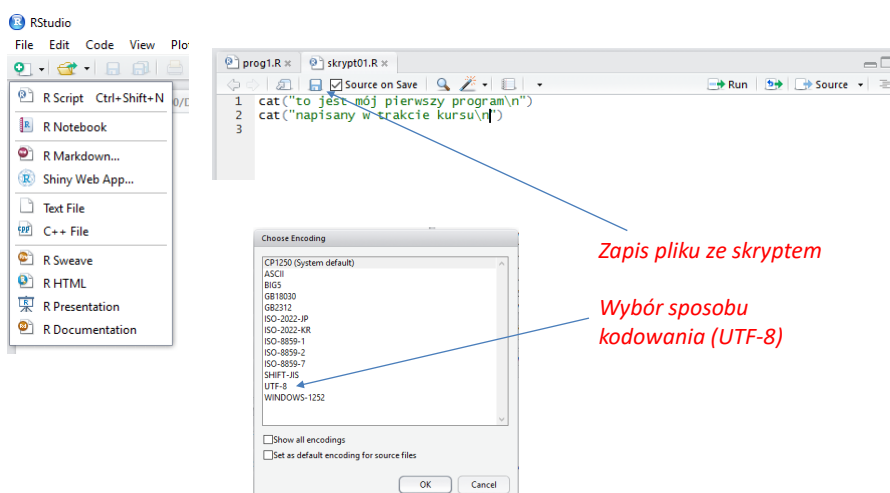 RStudio
File Edit Code View Plo
R Script Ctrl+Shift+N
R Notebook
R Markdown...
Shiny Web App...
Text File
C++ File
R Sweave
R HTML
R Presentation
R Documentation
prog1.R × skrypt01.R ×
Source on Save Run Source
1 cat("to jest mój pierwszy program\n")
2 cat("napisany w trakcie kursu\n")
3
Choose Encoding
CP1250 (System default)
ASCII
BIG5
GB18030
GB2312
ISO-2022-JP
ISO-2022-KR
ISO-8859-1
ISO-8859-2
ISO-8859-7
SHIFT-JIS
UTF-8
WINDOWS-1252
Show all encodings
Set as default encoding for source files
OK Cancel
Zapis pliku ze skryptem
Wybór sposobu
kodowania (UTF-8)